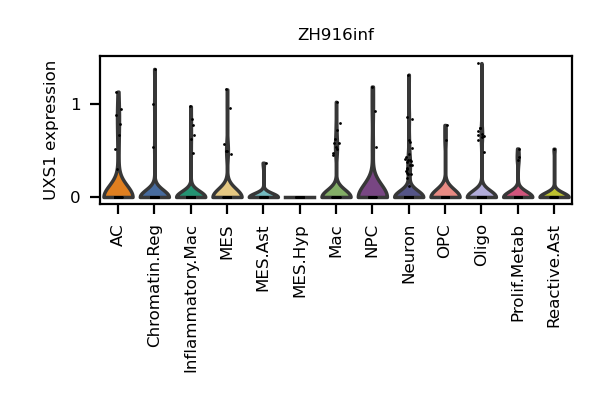 ZH916inf
UXS1 expression
1
0
AC
Chromatin.Reg
Inflammatory.Mac
MES
MES.Ast
MES.Hyp
Mac
NPC
Neuron
OPC
Oligo
Prolif.Metab
Reactive.Ast